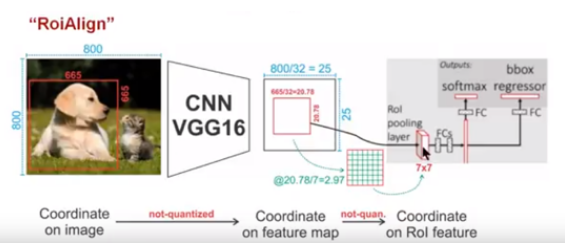 “RoiAlign”
800
800
665
665
CNN
VGG16
800/32 = 25
25
665/32=20.78
20.78
@20.78/7=2.97
RoI
pooling
layer
7x7
FCs
Outputs:
softmax
bbox
regressor
FC
FC
Coordinate
on image
not-quantized
Coordinate
on feature map
not-quan.
Coordinate
on RoI feature